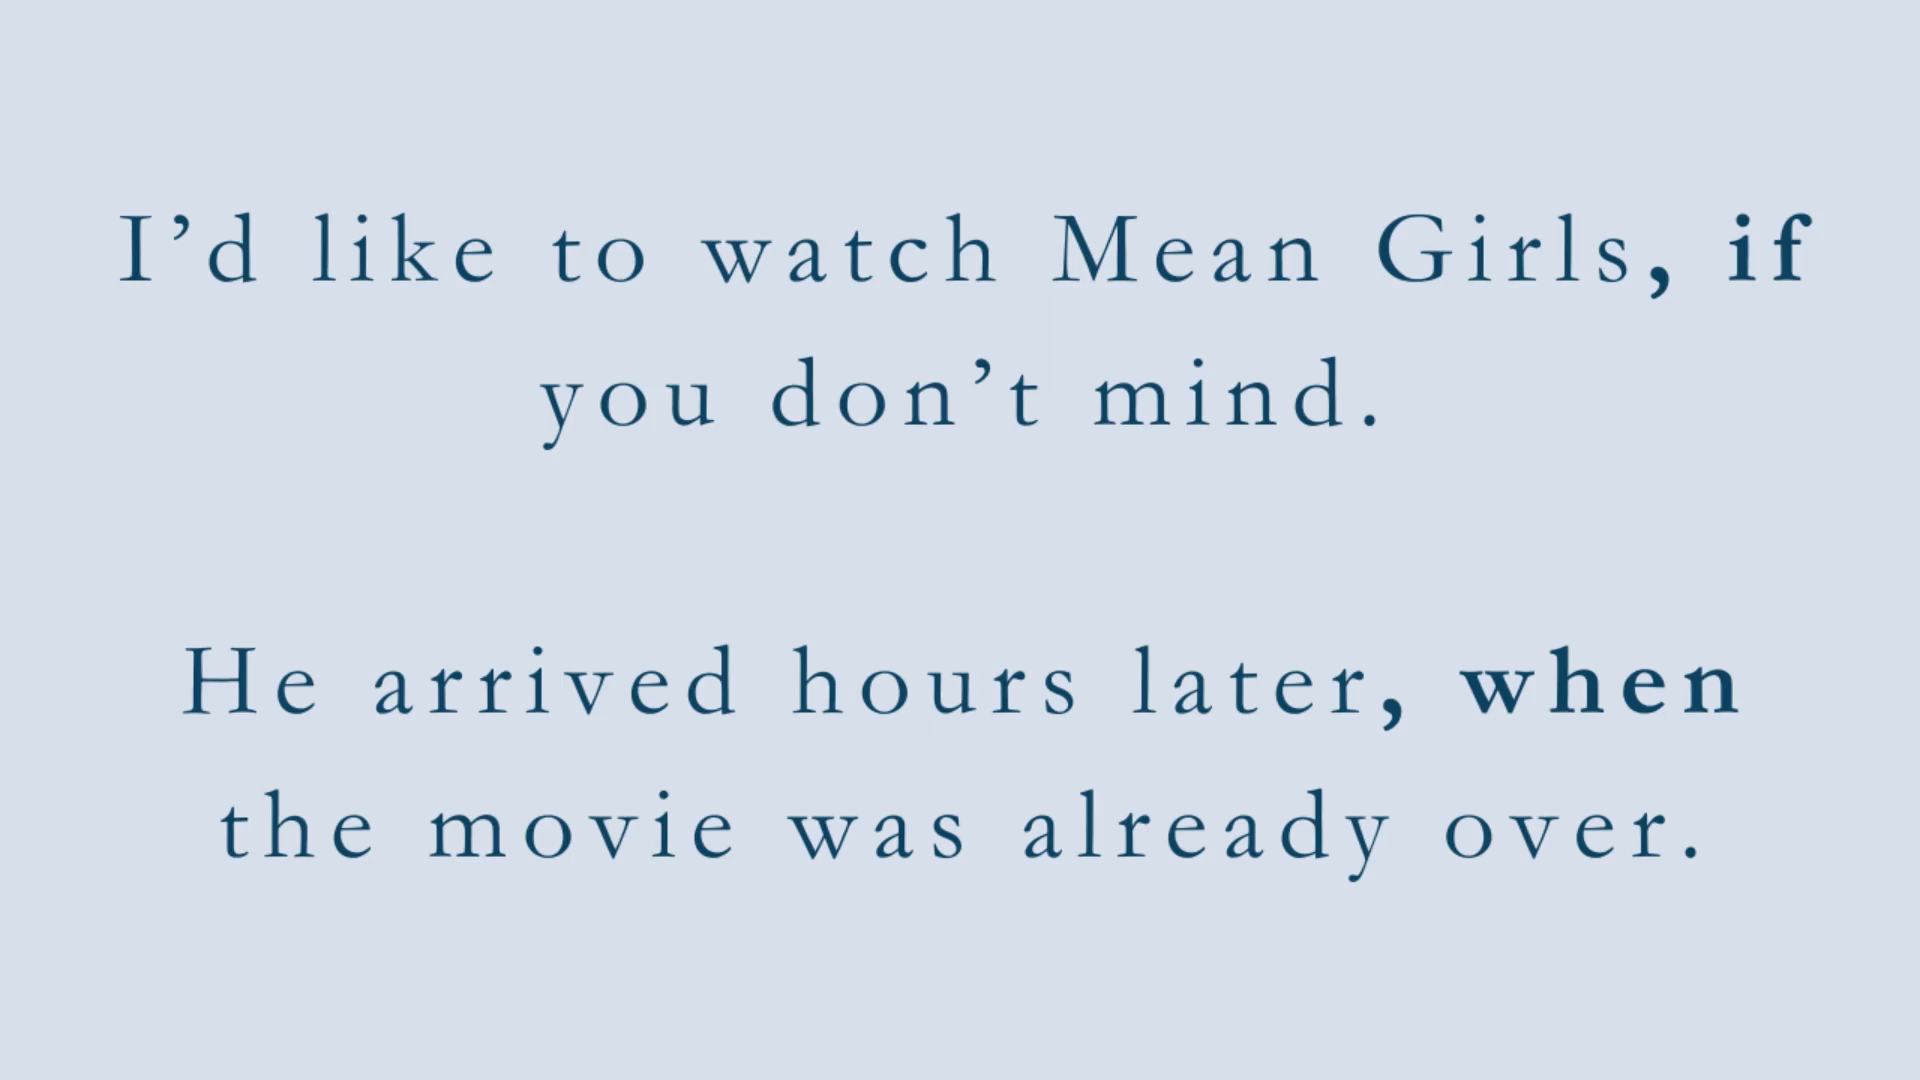 I’d like to watch Mean Girls, if
you don’t mind.
He arrived hours later, when
the movie was already over.